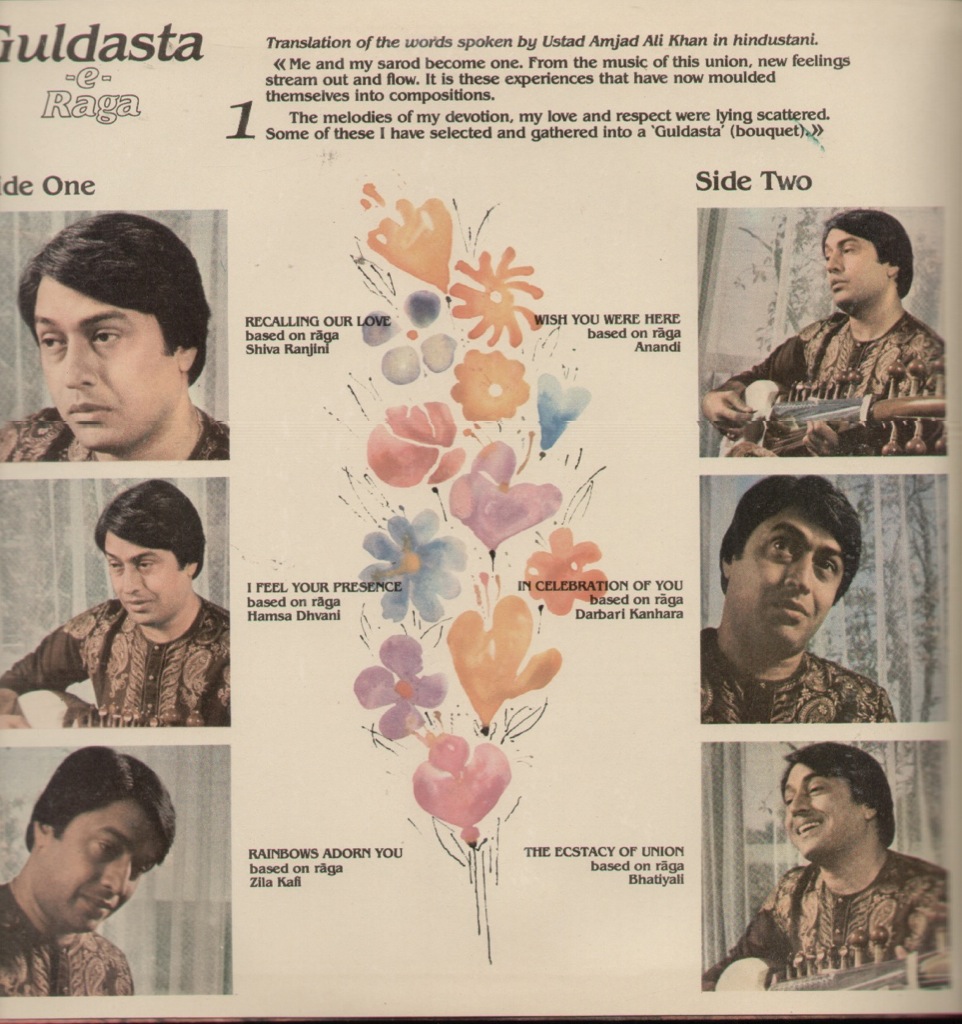 Guldasta
-e-
Raga
Translation of the words spoken by Ustad Amjad Ali Khan in hindustani.
«Me and my sarod become one. From the music of this union, new feelings
stream out and flow. It is these experiences that have now moulded
themselves into compositions.
1
The melodies of my devotion, my love and respect were lying scattered.
Some of these I have selected and gathered into a 'Guldasta' (bouquet).»
ide One
Side Two
RECALLING OUR LOVE
based on rāga
Shiva Ranjini
WISH YOU WERE HERE
based on rāga
Anandi
I FEEL YOUR PRESENCE
based on rāga
Hamsa Dhvani
IN CELEBRATION OF YOU
based on rāga
Darbari Kanhara
RAINBOWS ADORN YOU
based on rāga
Zila Kafi
THE ECSTACY OF UNION
based on rāga
Bhatiyali